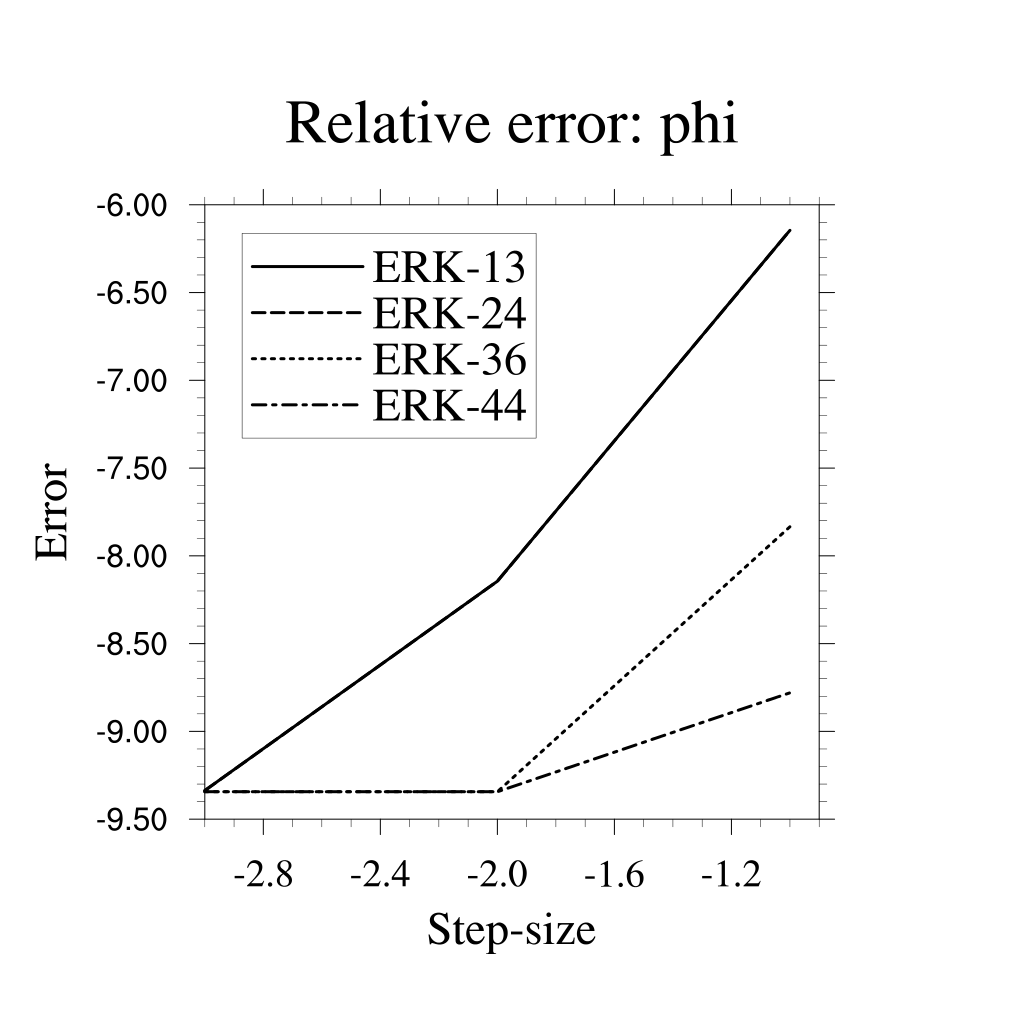 Relative error: phi
-6.00
-6.50
-7.00
-7.50
-8.00
-8.50
-9.00
-9.50
Error
ERK-13
ERK-24
ERK-36
ERK-44
-2.8 -2.4 -2.0 -1.6 -1.2
Step-size